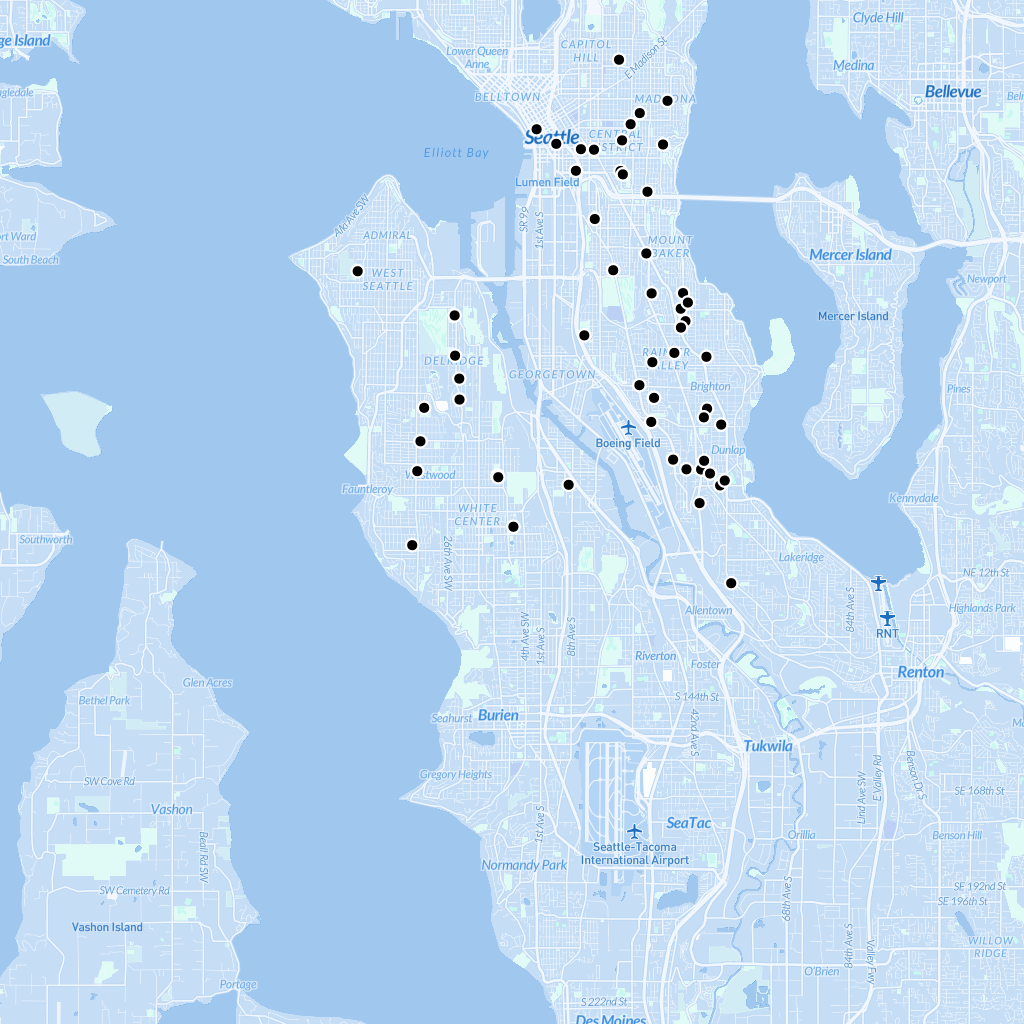 Clyde Hill
ge Island
CAPITOL
HILL
E Madison St
Lower Queen
Anne
Medina
Bellevue
BELLTOWN
MADRONA
ngledale
Seattle
CENTRAL
DISTRICT
Elliott Bay
Lumen Field
Alki Ave SW
SR 99
1st Ave S
ort Ward
ADMIRAL
MOUNT
BAKER
South Beach
Mercer Island
WEST
SEATTLE
Newport
Mercer Island
DELRIDGE
RAINIER
VALLEY
GEORGETOWN
Brighton
Pines
Boeing Field
Dunlap
Westwood
Fauntleroy
Kennydale
WHITE
CENTER
Southworth
26th Ave SW
Lakeridge
NE 12th St
84th Ave S
Highlands Park
Allentown
4th Ave SW
1st Ave S
8th Ave S
RNT
Riverton
Foster
Renton
Glen Acres
S 144th St
Bethel Park
42nd Ave S
Seahurst
Burien
Tukwila
Gregory Heights
SW Cove Rd
E Valley Rd
Lind Ave SW
Benson Dr S
SE 168th St
Vashon
SeaTac
1st Ave S
Orillia
Benson Hill
Beall Rd SW
Seattle-Tacoma
International Airport
Normandy Park
SW Cemetery Rd
68th Ave S
SE 192nd St
SE 196th St
Vashon Island
84th Ave S
Valley Fwy
WILLOW
RIDGE
O'Brien
Portage
S 222nd St
Des Moines